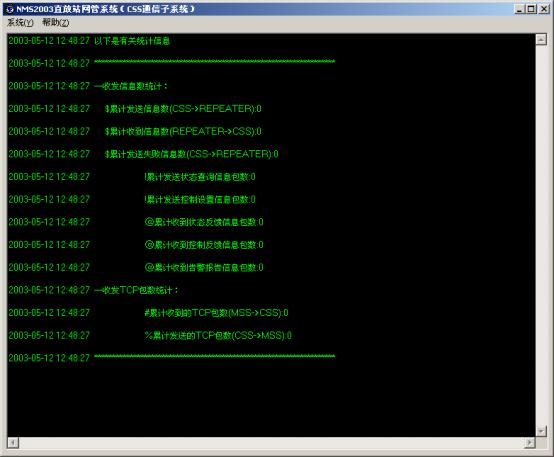 NMS2003直放站网管系统(CSS通信子系统)
系统(Y) 帮助(Z)
2003-05-12 12:48:27 以下是有关统计信息
2003-05-12 12:48:27 ************************************************************
2003-05-12 12:48:27 一收发信息数统计：
2003-05-12 12:48:27 $累计发送信息数(CSS->REPEATER):0
2003-05-12 12:48:27 $累计收到信息数(REPEATER->CSS):0
2003-05-12 12:48:27 $累计发送失败信息数(CSS->REPEATER):0
2003-05-12 12:48:27 !累计发送状态查询信息包数:0
2003-05-12 12:48:27 !累计发送控制设置信息包数:0
2003-05-12 12:48:27 @累计收到状态反馈信息包数:0
2003-05-12 12:48:27 @累计收到控制反馈信息包数:0
2003-05-12 12:48:27 @累计收到告警报告信息包数:0
2003-05-12 12:48:27 一收发TCP包数统计：
2003-05-12 12:48:27 #累计收到的TCP包数(MSS->CSS):0
2003-05-12 12:48:27 %累计发送的TCP包数(CSS->MSS):0
2003-05-12 12:48:27 ************************************************************